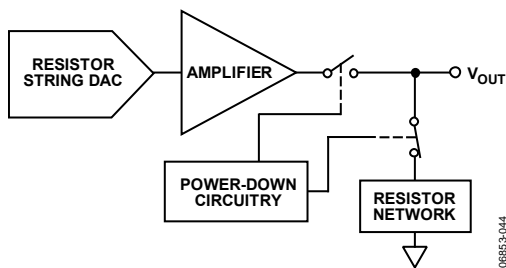 RESISTOR
STRING DAC
AMPLIFIER
VOUT
POWER-DOWN
CIRCUITRY
RESISTOR
NETWORK
06853-044